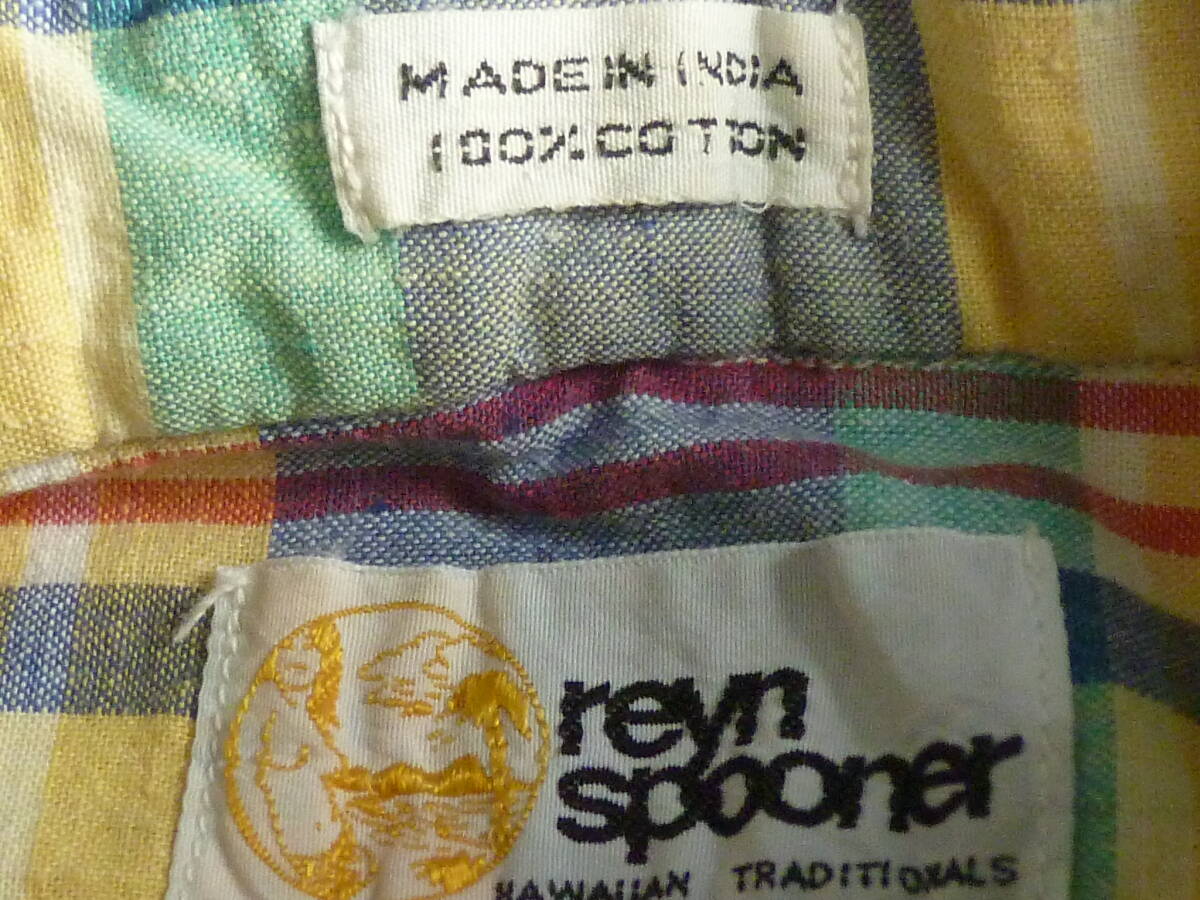 MADE IN INDIA
100% COTTON
reyn
spooner
HAWAIIAN TRADITIONALS